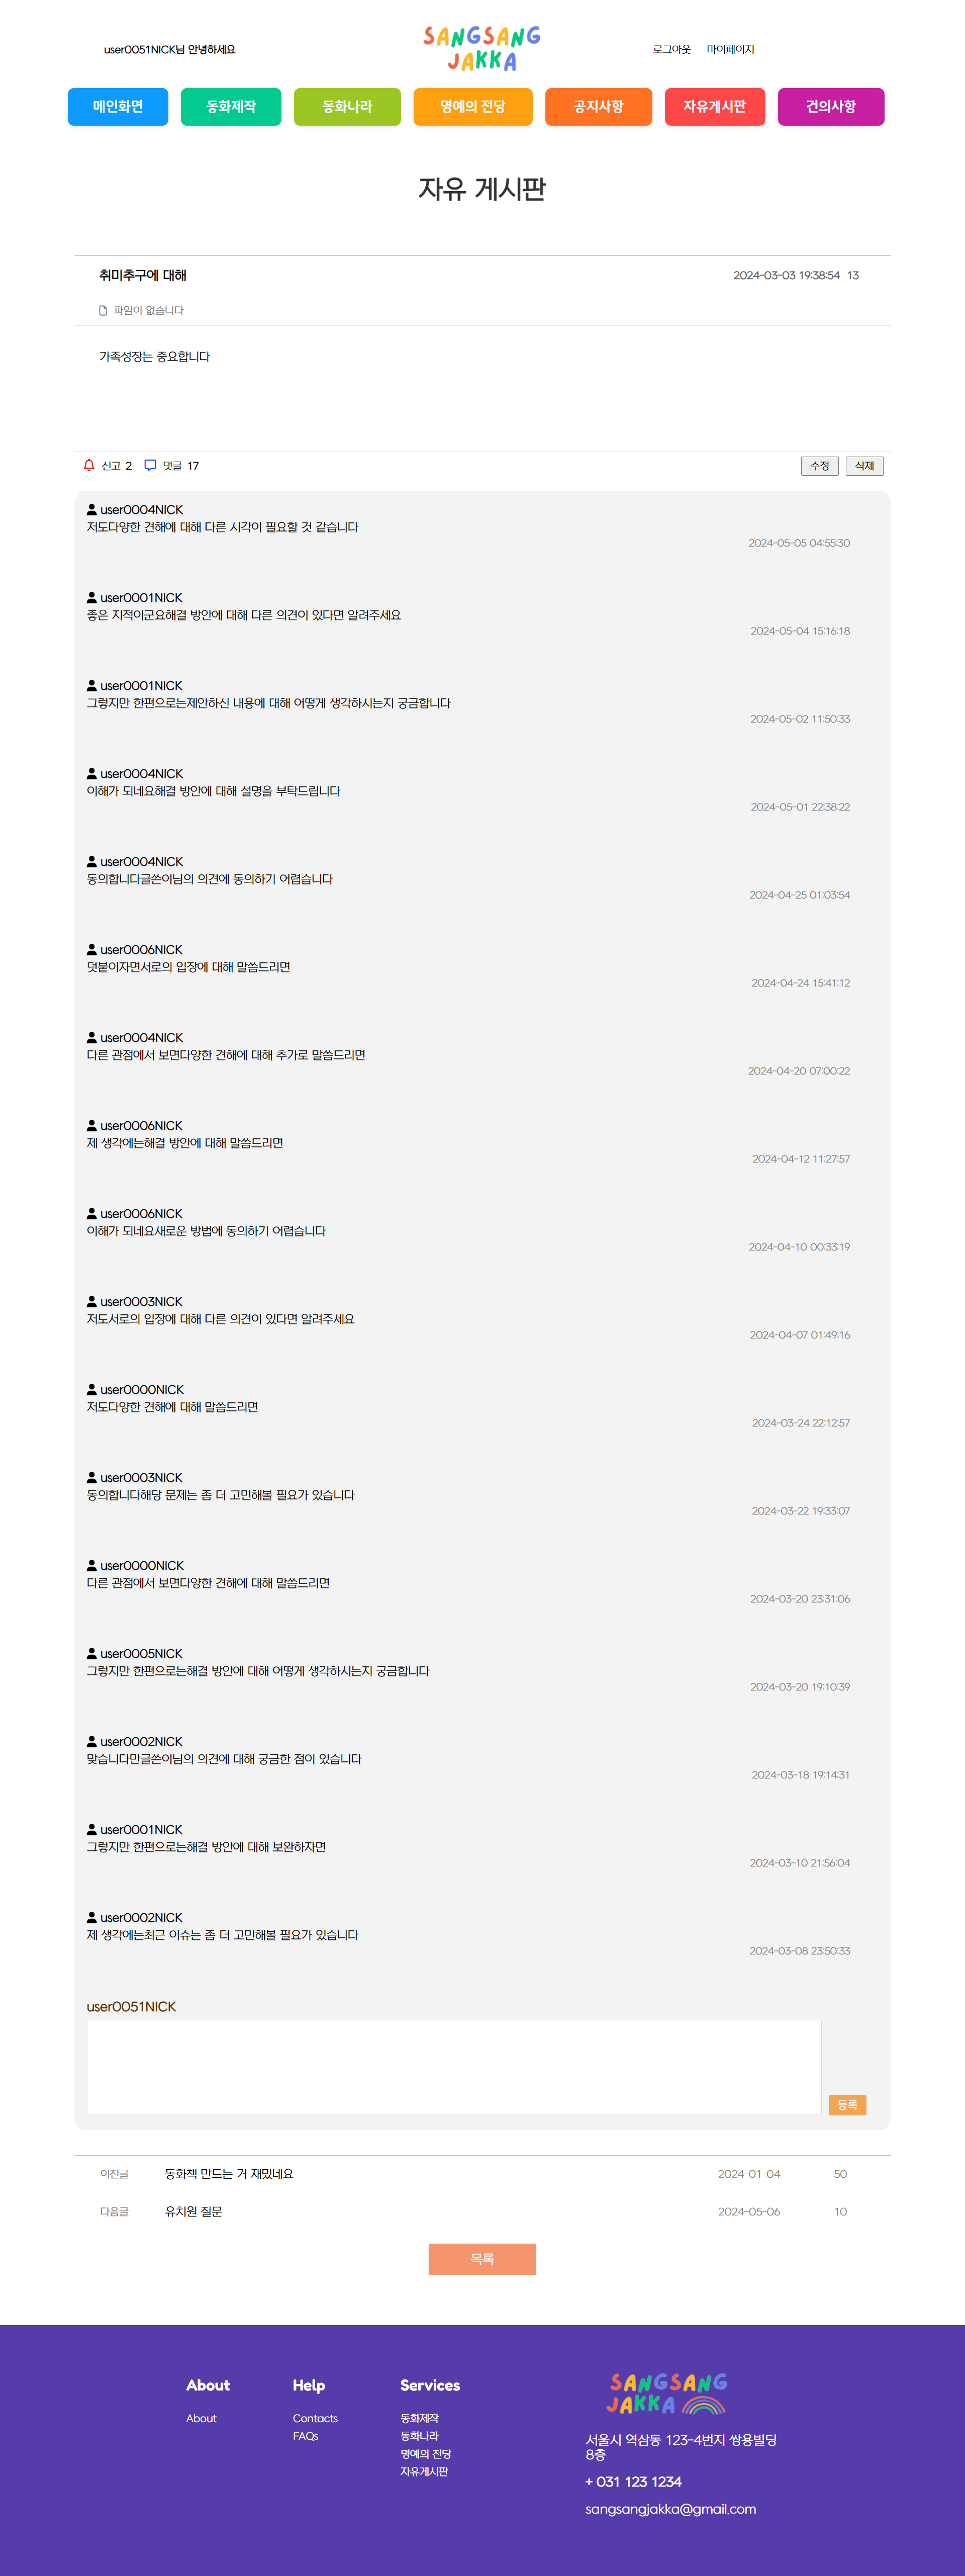 user0051NICK님 안녕하세요
SANGSANG
JAKKA
로그아웃 마이페이지
메인화면 동화제작 동화나라 명예의 전당 공지사항 자유게시판 건의사항
자유 게시판
취미추구에 대해 2024-03-03 19:38:54 13
파일이 없습니다
가족성장는 중요합니다
신고 2 댓글 17 수정 삭제
user0004NICK
저도다양한 견해에 대해 다른 시각이 필요할 것 같습니다
2024-05-05 04:55:30
user0001NICK
좋은 지적이군요해결 방안에 대해 다른 의견이 있다면 알려주세요
2024-05-04 15:16:18
user0001NICK
그렇지만 한편으로는제안하신 내용에 대해 어떻게 생각하시는지 궁금합니다
2024-05-02 11:50:33
user0004NICK
이해가 되네요해결 방안에 대해 설명을 부탁드립니다
2024-05-01 22:38:22
user0004NICK
동의합니다글쓴이님의 의견에 동의하기 어렵습니다
2024-04-25 01:03:54
user0006NICK
덧붙이자면서로의 입장에 대해 말씀드리면
2024-04-24 15:41:12
user0004NICK
다른 관점에서 보면다양한 견해에 대해 추가로 말씀드리면
2024-04-20 07:00:22
user0006NICK
제 생각에는해결 방안에 대해 말씀드리면
2024-04-12 11:27:57
user0006NICK
이해가 되네요새로운 방법에 동의하기 어렵습니다
2024-04-10 00:33:19
user0003NICK
저도서로의 입장에 대해 다른 의견이 있다면 알려주세요
2024-04-07 01:49:16
user0000NICK
저도다양한 견해에 대해 말씀드리면
2024-03-24 22:12:57
user0003NICK
동의합니다해당 문제는 좀 더 고민해볼 필요가 있습니다
2024-03-22 19:33:07
user0000NICK
다른 관점에서 보면다양한 견해에 대해 말씀드리면
2024-03-20 23:31:06
user0005NICK
그렇지만 한편으로는해결 방안에 대해 어떻게 생각하시는지 궁금합니다
2024-03-20 19:10:39
user0002NICK
맞습니다만글쓴이님의 의견에 대해 궁금한 점이 있습니다
2024-03-18 19:14:31
user0001NICK
그렇지만 한편으로는해결 방안에 대해 보완하자면
2024-03-10 21:56:04
user0002NICK
제 생각에는최근 이슈는 좀 더 고민해볼 필요가 있습니다
2024-03-08 23:50:33
user0051NICK
등록
이전글 동화책 만드는 거 재밌네요 2024-01-04 50
다음글 유치원 질문 2024-05-06 10
목록
About Help Services
About Contacts 동화제작
FAQs 동화나라
명예의 전당
자유게시판
SANGSANG
JAKKA
서울시 역삼동 123-4번지 쌍용빌딩
8층
+ 031 123 1234
sangsangjakka@gmail.com